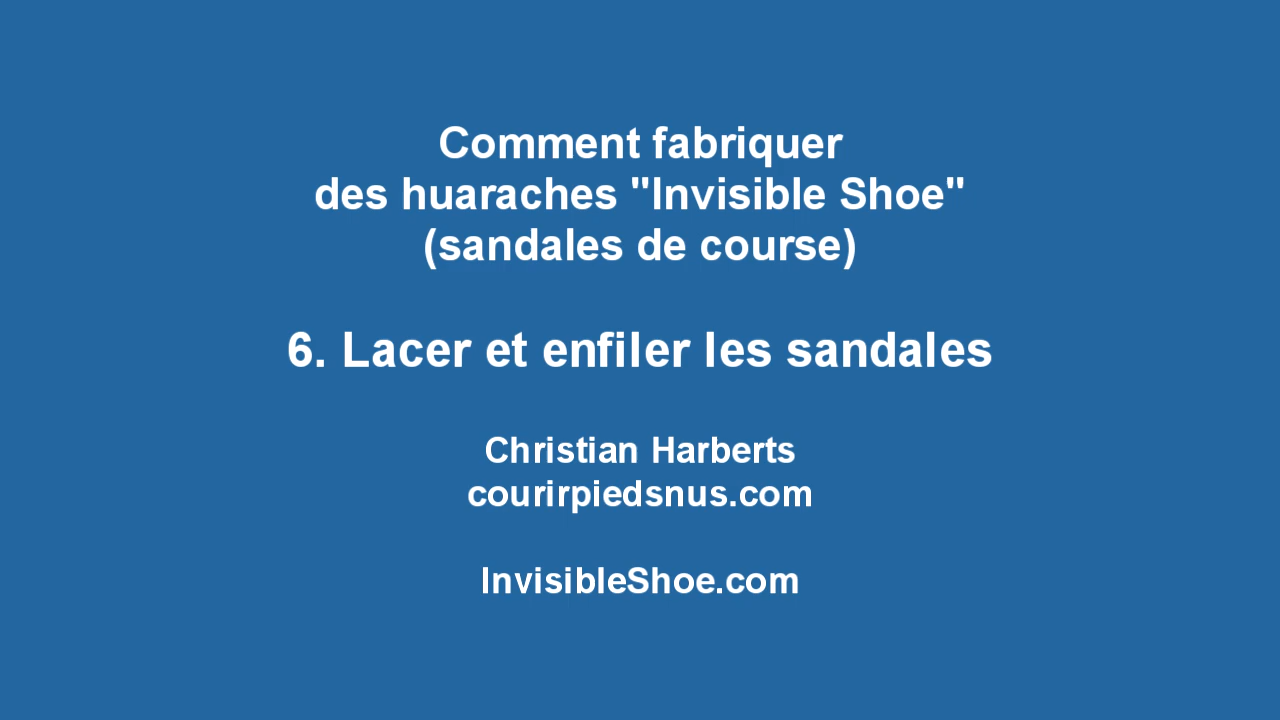 Comment fabriquer
des huaraches "Invisible Shoe"
(sandales de course)
6. Lacer et enfiler les sandales
Christian Harberts
courirpiedsnus.com
InvisibleShoe.com